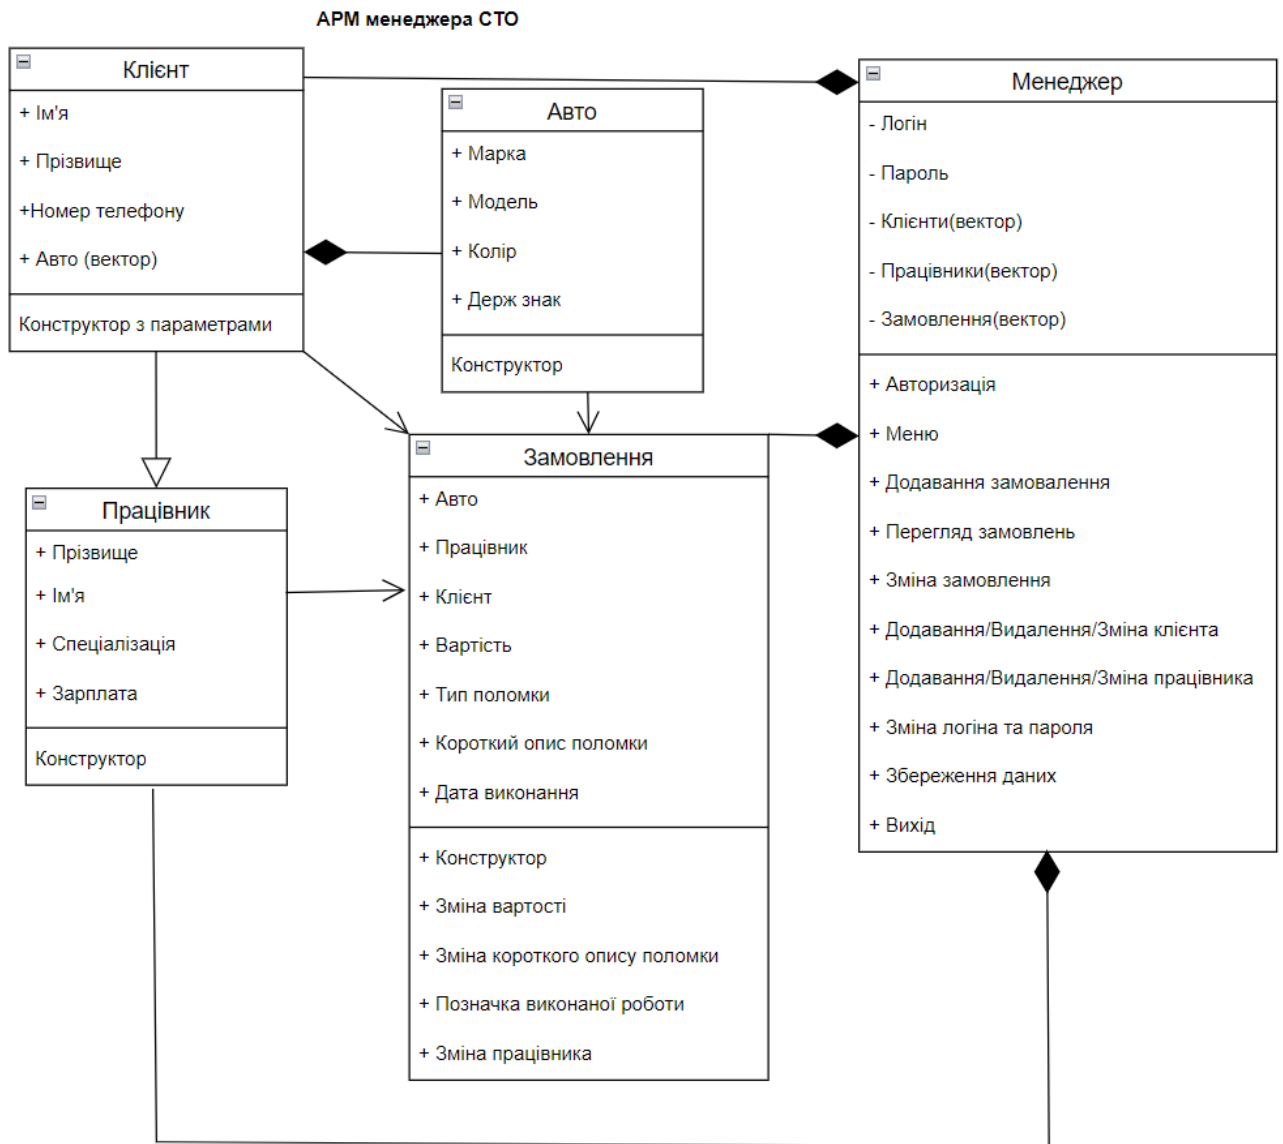 АРМ менеджера СТО
Клієнт
+ Ім'я
+ Прізвище
+Номер телефону
+ Авто (вектор)
Конструктор з параметрами
Авто
+ Марка
+ Модель
+ Колір
+ Держ знак
Конструктор
Менеджер
- Логін
- Пароль
- Клієнти(вектор)
- Працівники(вектор)
- Замовлення(вектор)
+ Авторизація
+ Меню
+ Додавання замовалення
+ Перегляд замовлень
+ Зміна замовлення
+ Додавання/Видалення/Зміна клієнта
+ Додавання/Видалення/Зміна працівника
+ Зміна логіна та пароля
+ Збереження даних
+ Вихід
Працівник
+ Прізвище
+ Ім'я
+ Спеціалізація
+ Зарплата
Конструктор
Замовлення
+ Авто
+ Працівник
+ Клієнт
+ Вартість
+ Тип поломки
+ Короткий опис поломки
+ Дата виконання
+ Конструктор
+ Зміна вартості
+ Зміна короткого опису поломки
+ Позначка виконаної роботи
+ Зміна працівника